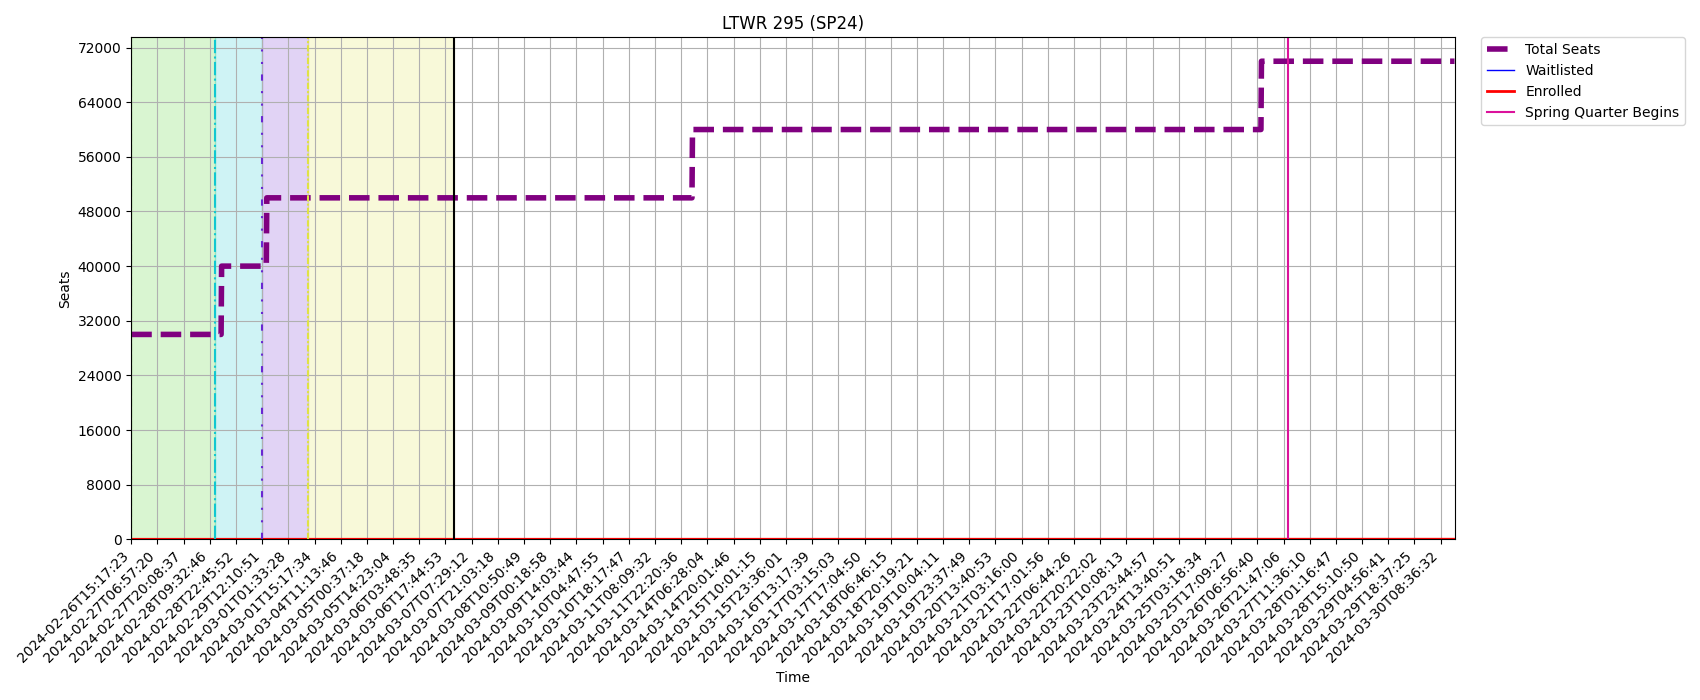 LTWR 295 (SP24)
Total Seats
Waitlisted
Enrolled
Spring Quarter Begins
Seats
72000
64000
56000
48000
40000
32000
24000
16000
8000
0
2024-02-26T15:17:23
2024-02-27T06:57:20
2024-02-27T20:08:37
2024-02-28T09:32:46
2024-02-28T22:45:52
2024-02-29T12:10:51
2024-03-01T01:33:28
2024-03-01T15:17:34
2024-03-04T11:13:46
2024-03-05T00:37:18
2024-03-05T14:23:04
2024-03-06T03:48:35
2024-03-06T17:44:53
2024-03-07T07:29:12
2024-03-07T21:03:18
2024-03-08T10:50:49
2024-03-09T00:18:58
2024-03-09T14:03:44
2024-03-10T04:47:55
2024-03-10T18:17:47
2024-03-11T08:09:32
2024-03-11T22:20:36
2024-03-14T06:28:04
2024-03-14T20:01:46
2024-03-15T10:01:15
2024-03-15T23:36:01
2024-03-16T13:17:39
2024-03-17T03:15:03
2024-03-17T17:04:50
2024-03-18T06:46:15
2024-03-18T20:19:21
2024-03-19T10:04:11
2024-03-19T23:37:49
2024-03-20T13:40:53
2024-03-21T03:16:00
2024-03-21T17:01:56
2024-03-22T06:44:26
2024-03-22T20:22:02
2024-03-23T10:08:13
2024-03-23T23:44:57
2024-03-24T13:40:51
2024-03-25T03:18:34
2024-03-25T17:09:27
2024-03-26T06:56:40
2024-03-26T21:47:06
2024-03-27T11:36:10
2024-03-28T01:16:47
2024-03-28T15:10:50
2024-03-29T04:56:41
2024-03-29T18:37:25
2024-03-30T08:36:32
Time